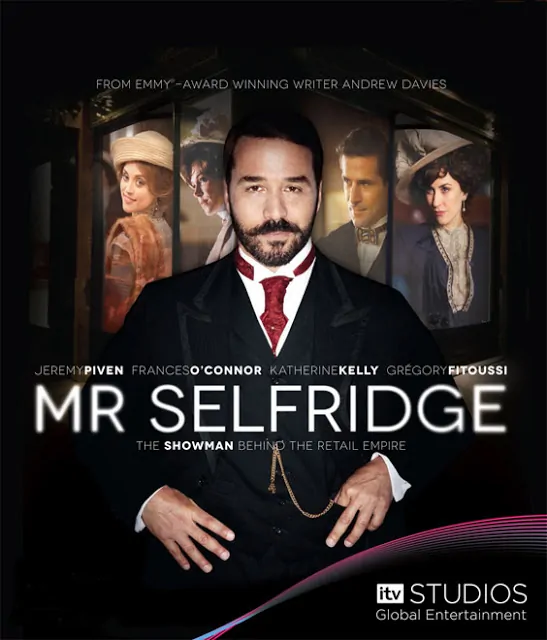 FROM EMMY -AWARD WINNING WRITER ANDREW DAVIES
JEREMYPIVEN FRANCESO'CONNOR KATHERINEKELLY GRÉGORYFITOUSSI
MR SELFRIDGE
THE SHOWMAN BEHIND THE RETAIL EMPIRE
itv STUDIOS
Global Entertainment